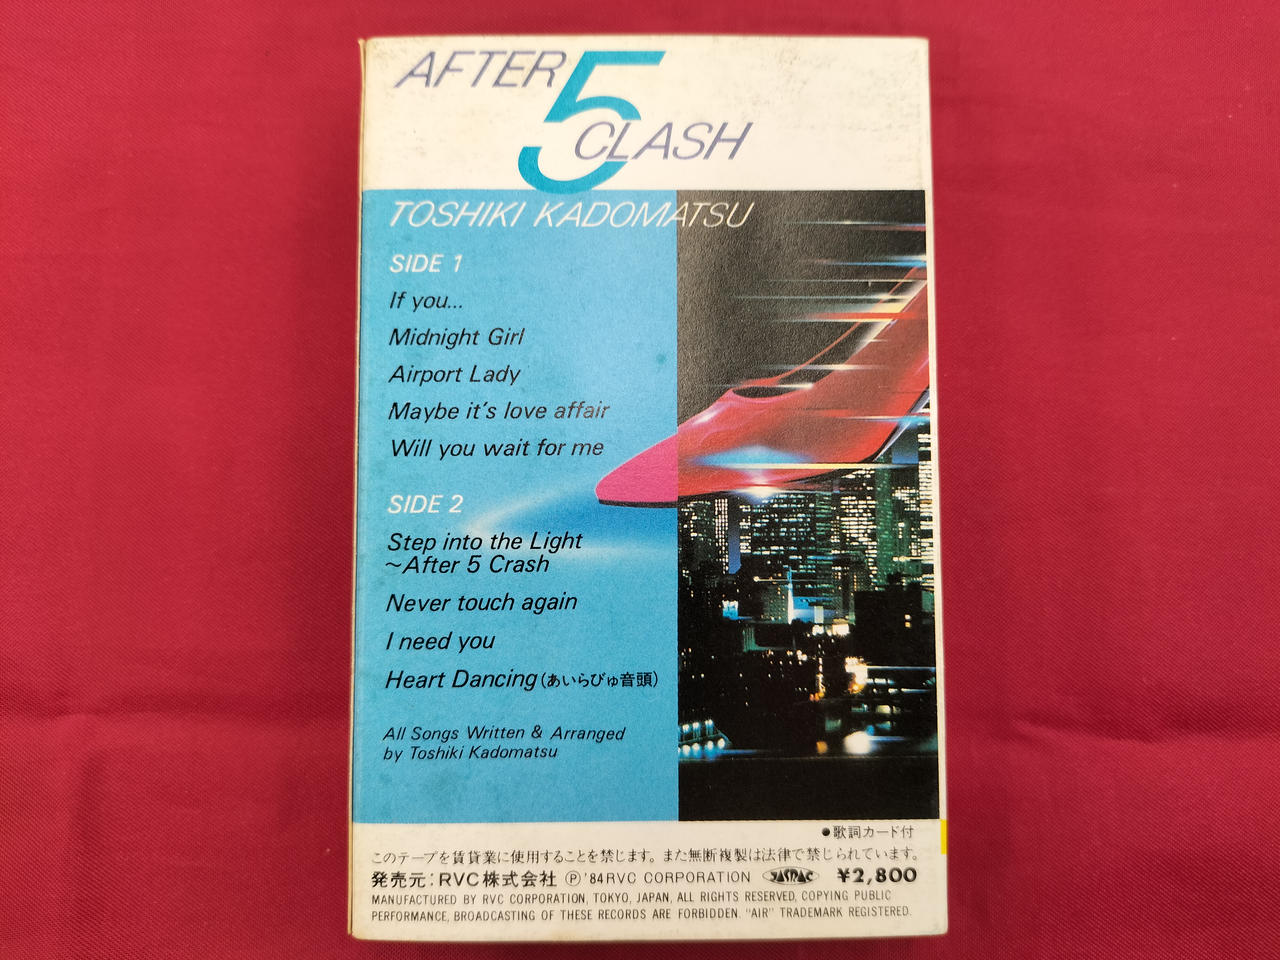 AFTER 5 CLASH
TOSHIKI KADOMATSU
SIDE 1
If you...
Midnight Girl
Airport Lady
Maybe it's love affair
Will you wait for me
SIDE 2
Step into the Light
~After 5 Crash
Never touch again
I need you
Heart Dancing(あいらびゅ音頭)
All Songs Written & Arranged
by Toshiki Kadomatsu
●歌詞カード付
このテープを賃貸業に使用することを禁じます。また無断複製は法律で禁じられています。
発売元:RVC株式会社 Ⓟ'84RVC CORPORATION JASRAC ¥2,800
MANUFACTURED BY RVC CORPORATION, TOKYO, JAPAN, ALL RIGHTS RESERVED, COPYING PUBLIC
PERFORMANCE, BROADCASTING OF THESE RECORDS ARE FORBIDDEN. "AIR" TRADEMARK REGISTERED.